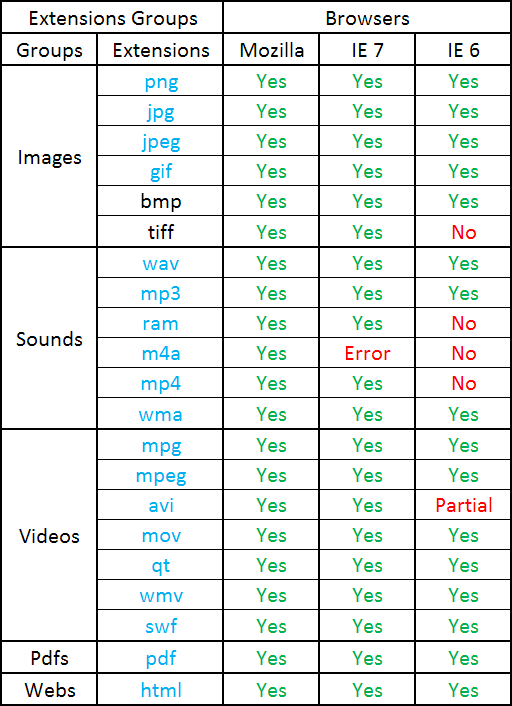 Extensions Groups Browsers
Groups Extensions Mozilla IE 7 IE 6
Images
png Yes Yes Yes
jpg Yes Yes Yes
jpeg Yes Yes Yes
gif Yes Yes Yes
bmp Yes Yes Yes
tiff Yes Yes No
Sounds
wav Yes Yes Yes
mp3 Yes Yes Yes
ram Yes Yes No
m4a Yes Error No
mp4 Yes Yes No
wma Yes Yes Yes
Videos
mpg Yes Yes Yes
mpeg Yes Yes Yes
avi Yes Yes Partial
mov Yes Yes Yes
qt Yes Yes Yes
wmv Yes Yes Yes
swf Yes Yes Yes
Pdfs pdf Yes Yes Yes
Webs html Yes Yes Yes